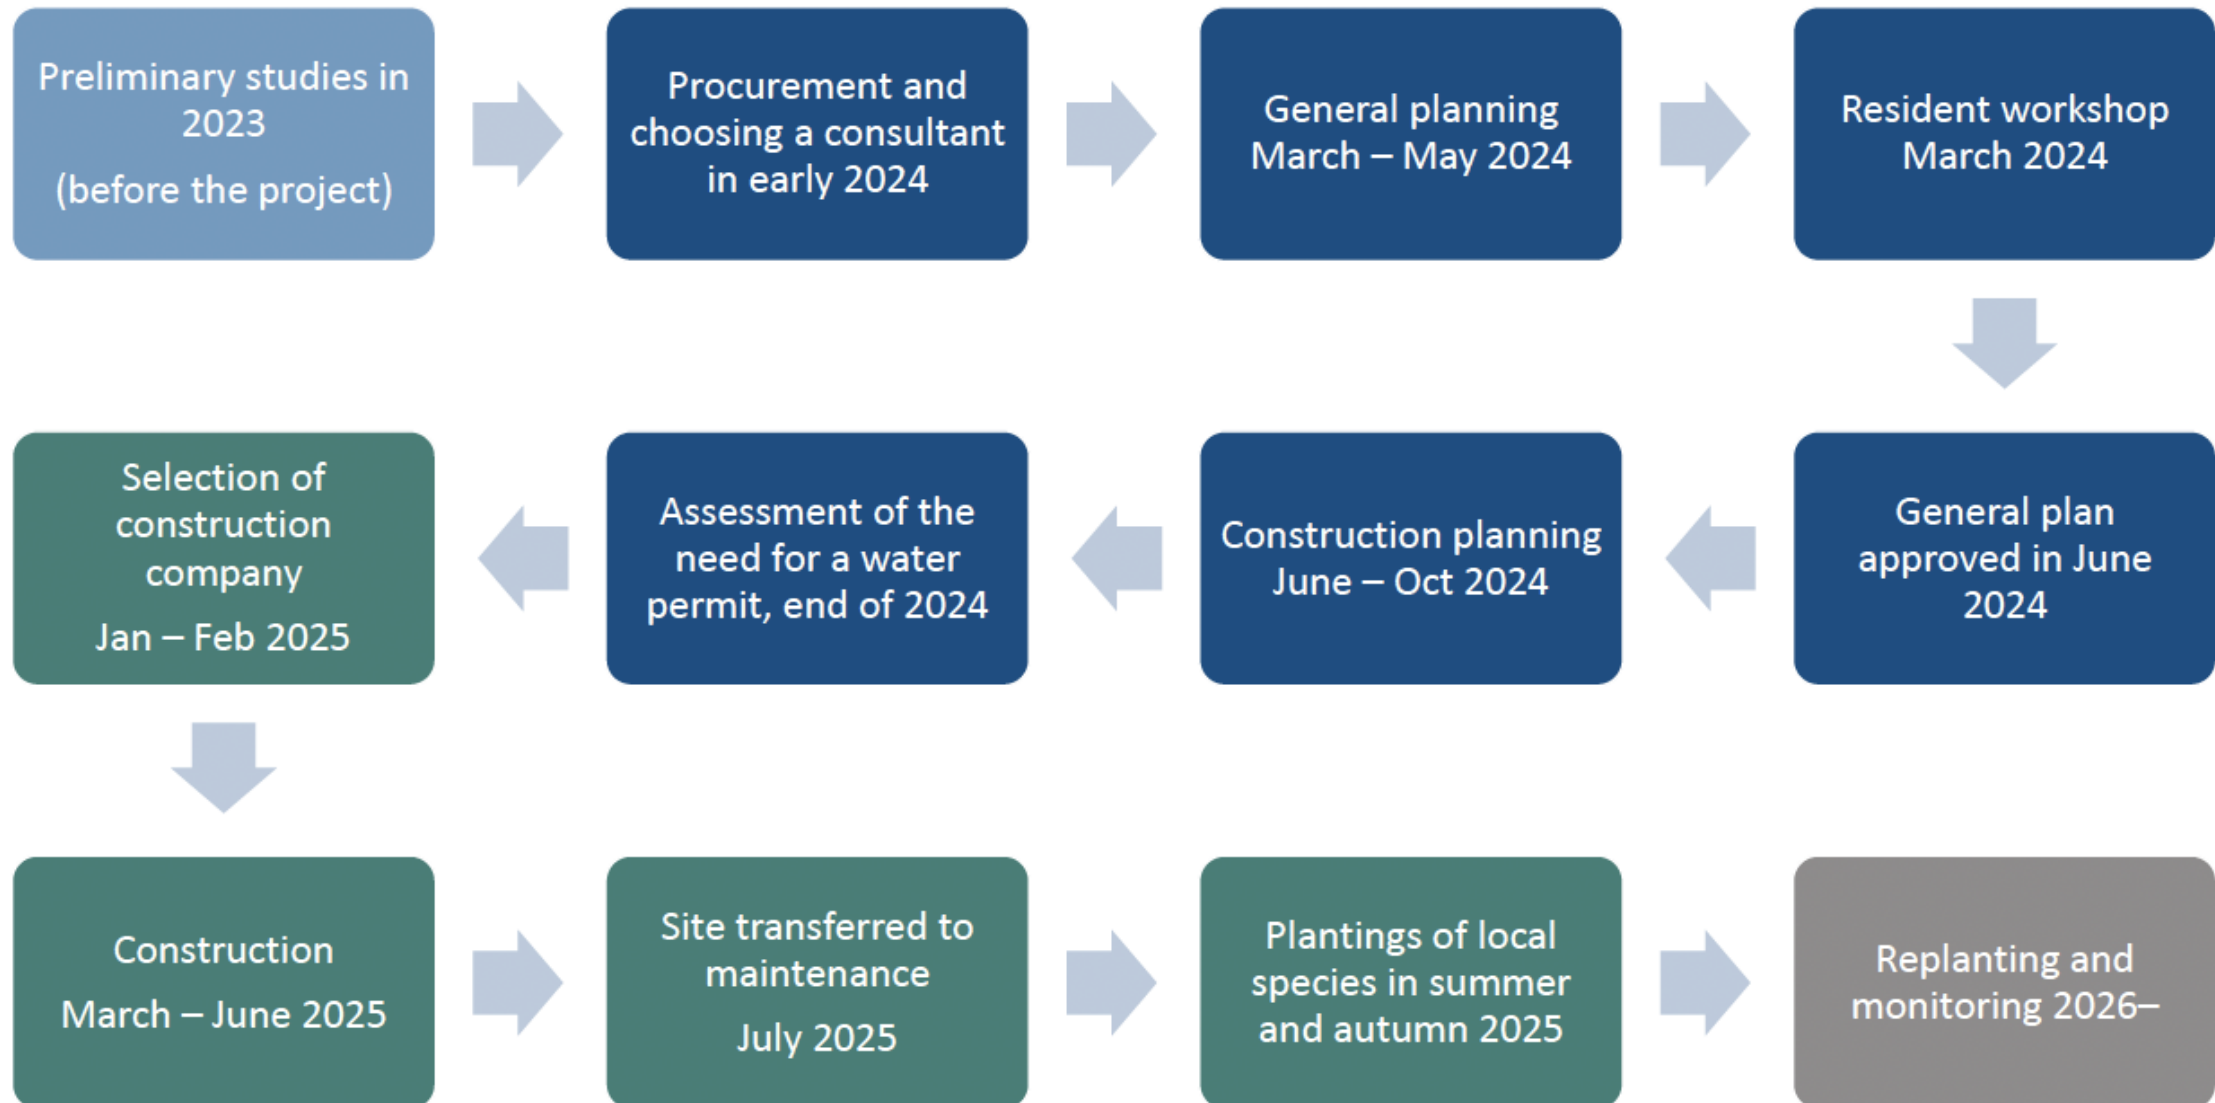 Preliminary studies in
2023
(before the project)
Procurement and
choosing a consultant
in early 2024
General planning
March – May 2024
Resident workshop
March 2024
General plan
approved in June
2024
Construction planning
June – Oct 2024
Assessment of the
need for a water
permit, end of 2024
Selection of
construction
company
Jan – Feb 2025
Construction
March – June 2025
Site transferred to
maintenance
July 2025
Plantings of local
species in summer
and autumn 2025
Replanting and
monitoring 2026–